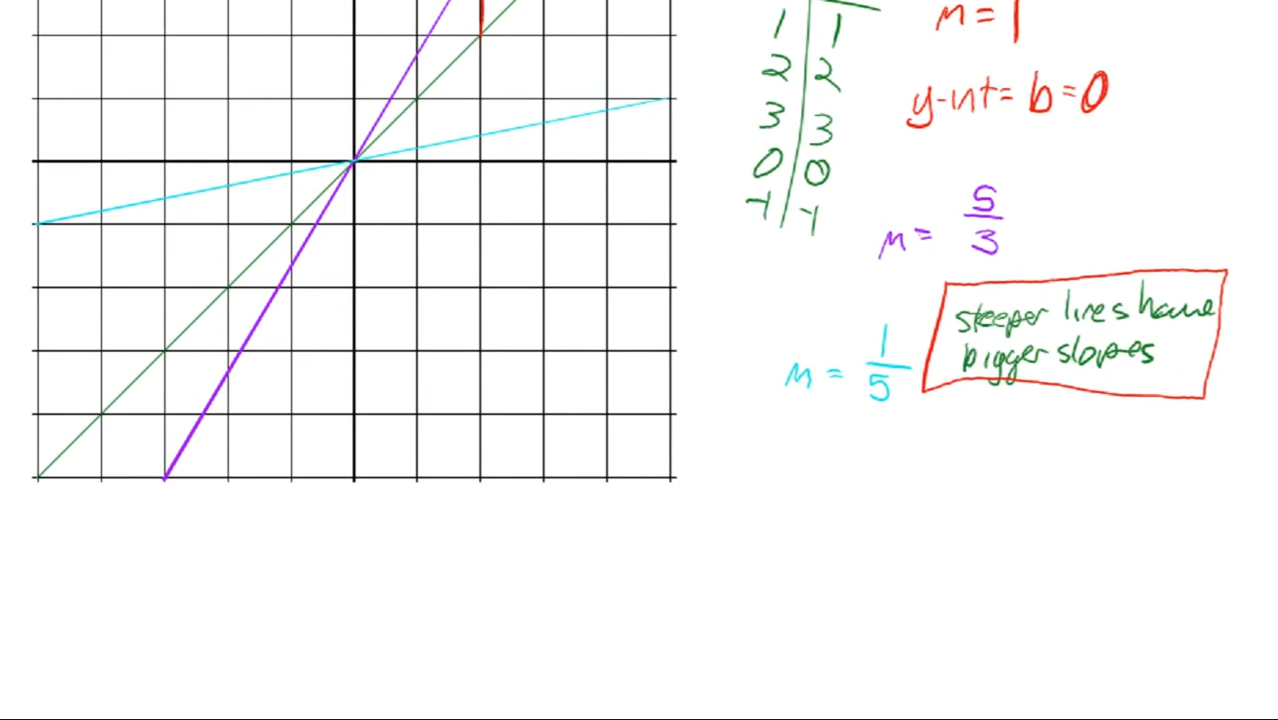 1 | 1
2 | 2
3 | 3
0 | 0
-1 | -1
m = 1
y-int = b = 0
m = 5/3
steeper lines have
bigger slopes
m = 1/5